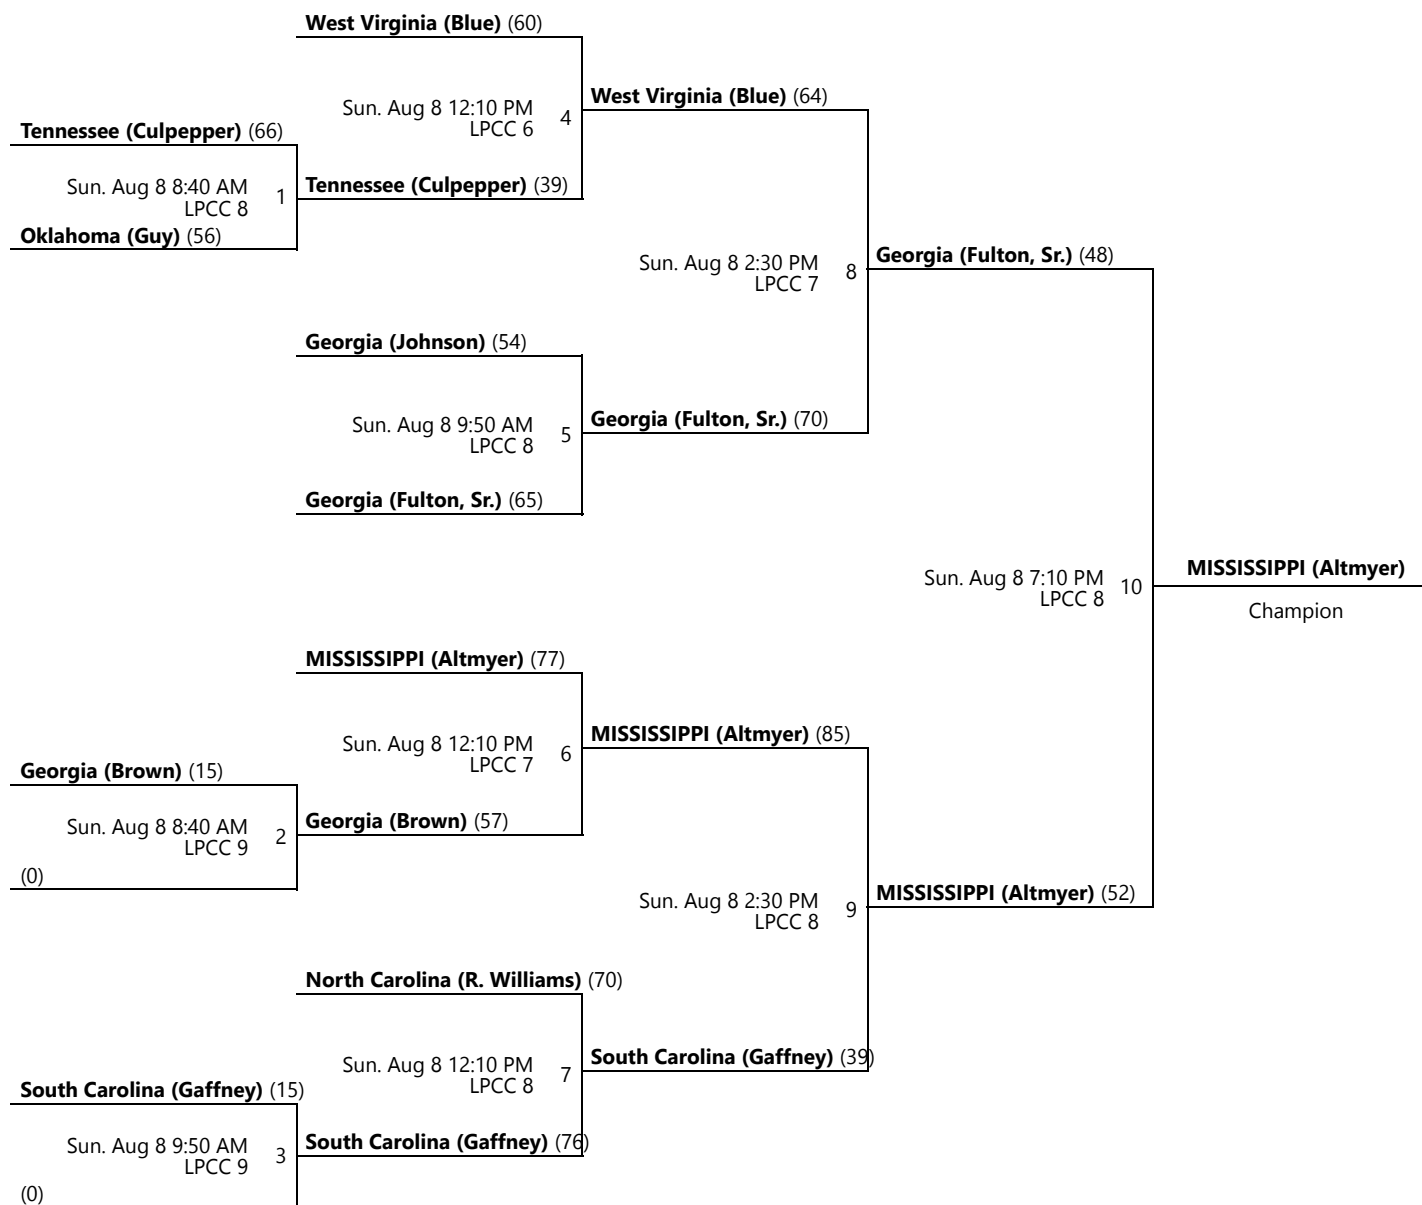 West Virginia (Blue) (60)
Sun. Aug 8 12:10 PM
LPCC 6
4
West Virginia (Blue) (64)
Tennessee (Culpepper) (66)
Sun. Aug 8 8:40 AM
LPCC 8
1
Tennessee (Culpepper) (39)
Oklahoma (Guy) (56)
Sun. Aug 8 2:30 PM
LPCC 7
8
Georgia (Fulton, Sr.) (48)
Georgia (Johnson) (54)
Sun. Aug 8 9:50 AM
LPCC 8
5
Georgia (Fulton, Sr.) (70)
Georgia (Fulton, Sr.) (65)
Sun. Aug 8 7:10 PM
LPCC 8
10
MISSISSIPPI (Altmyer)
Champion
MISSISSIPPI (Altmyer) (77)
Sun. Aug 8 12:10 PM
LPCC 7
6
MISSISSIPPI (Altmyer) (85)
Georgia (Brown) (15)
Sun. Aug 8 8:40 AM
LPCC 9
2
Georgia (Brown) (57)
(0)
Sun. Aug 8 2:30 PM
LPCC 8
9
MISSISSIPPI (Altmyer) (52)
North Carolina (R. Williams) (70)
Sun. Aug 8 12:10 PM
LPCC 8
7
South Carolina (Gaffney) (39)
South Carolina (Gaffney) (15)
Sun. Aug 8 9:50 AM
LPCC 9
3
South Carolina (Gaffney) (76)
(0)